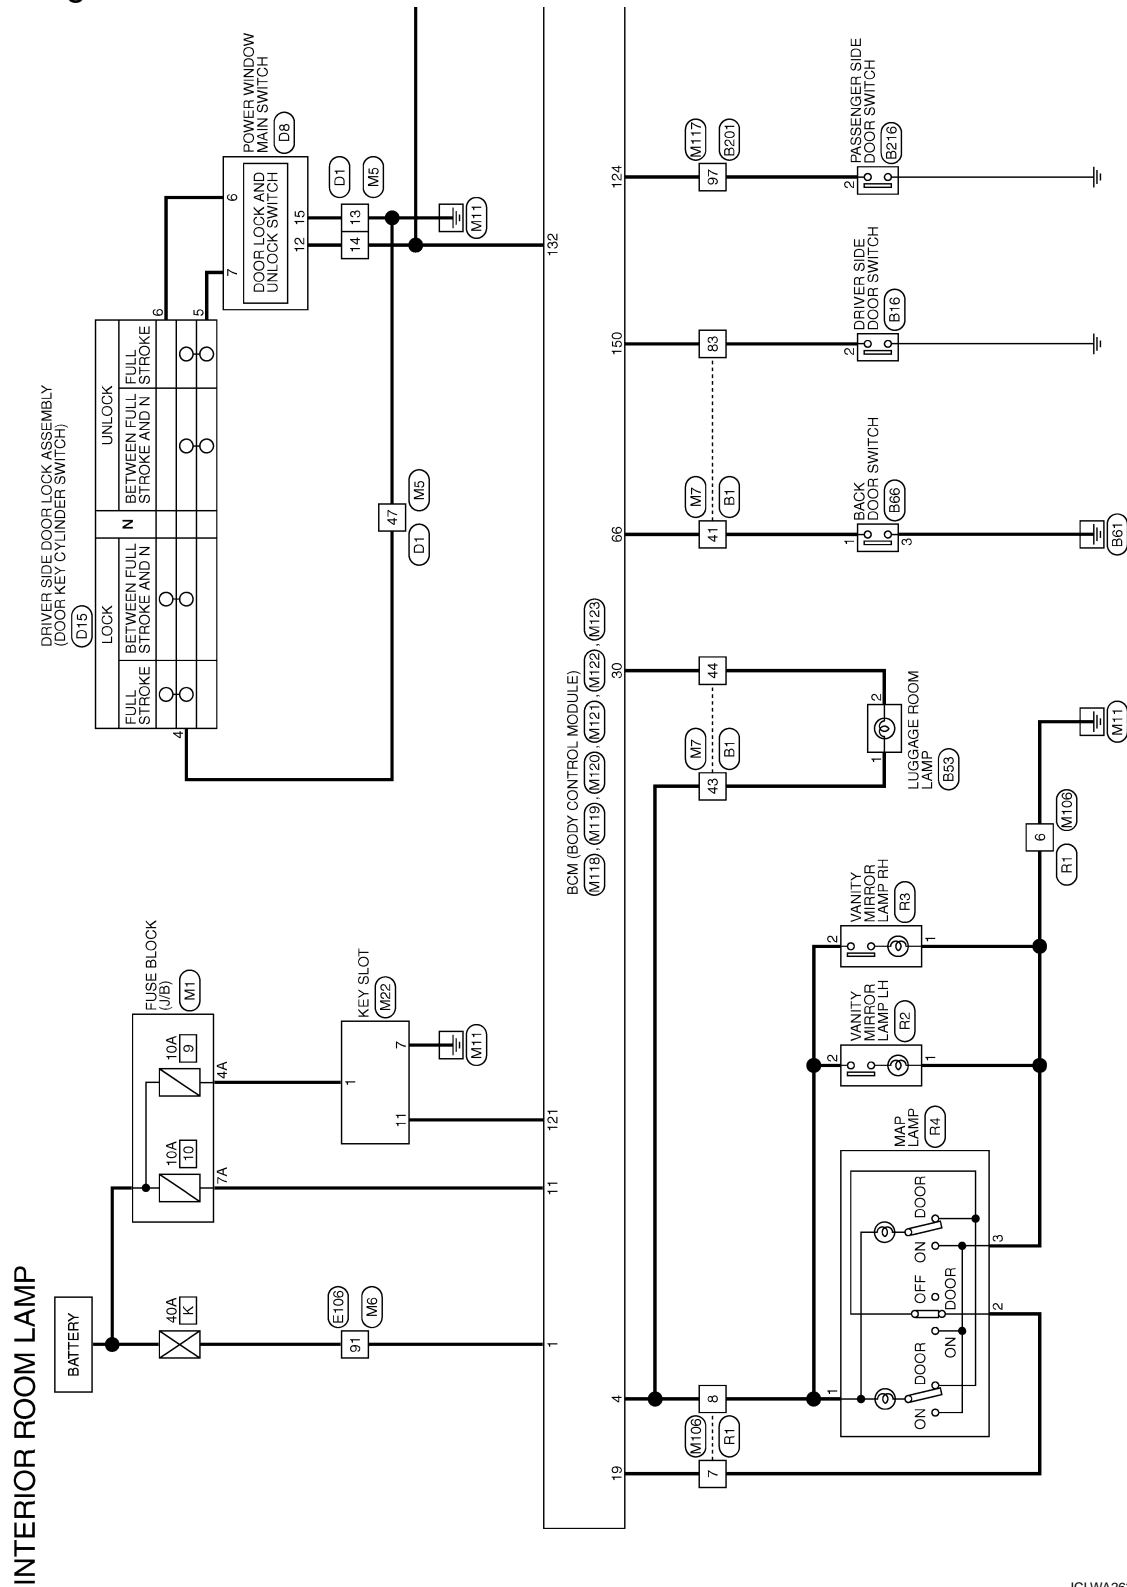 INTERIOR ROOM LAMP
BATTERY
40A
K
E106
91
M6
1
FUSE BLOCK
(J/B)
M1
10A
10
10A
9
7A
4A
11
KEY SLOT
M22
1
11
7
M11
121
DRIVER SIDE DOOR LOCK ASSEMBLY
(DOOR KEY CYLINDER SWITCH)
D15
LOCK
N
UNLOCK
FULL
STROKE
BETWEEN FULL
STROKE AND N
BETWEEN FULL
STROKE AND N
FULL
STROKE
4
6
5
D1
47
M5
POWER WINDOW
MAIN SWITCH
D8
7
6
DOOR LOCK AND
UNLOCK SWITCH
12
15
14
13
D1
M5
M11
132
BCM (BODY CONTROL MODULE)
M118, M119, M120, M121, M122, M123
19
4
30
66
150
124
M106
7
8
R1
M7
43
44
B1
M7
41
83
B1
M117
97
B201
1
MAP
LAMP
R4
ON
DOOR
ON
DOOR
OFF
ON
DOOR
2
3
2
VANITY
MIRROR
LAMP LH
R2
1
2
VANITY
MIRROR
LAMP RH
R3
1
R1
6
M106
M11
1
2
LUGGAGE ROOM
LAMP
B53
1
BACK
DOOR SWITCH
B66
3
B61
2
DRIVER SIDE
DOOR SWITCH
B16
2
PASSENGER SIDE
DOOR SWITCH
B216